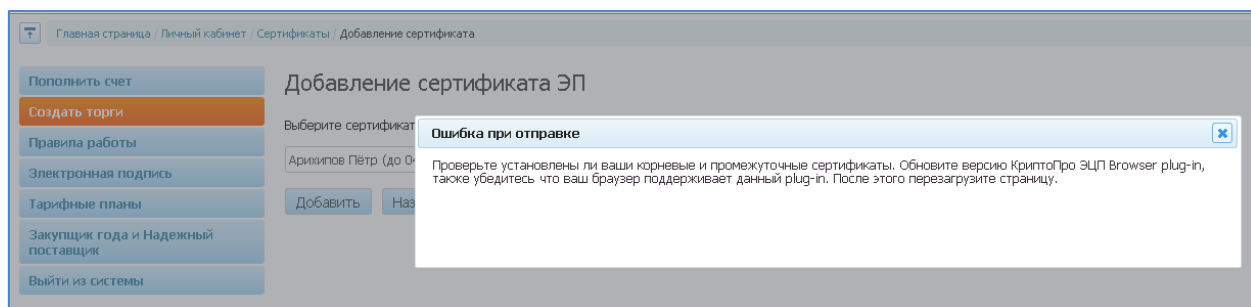 Главная страница / Личный кабинет / Сертификаты / Добавление сертификата
Пополнить счет
Создать торги
Правила работы
Электронная подпись
Тарифные планы
Закупщик года и Надежный
поставщик
Выйти из системы
Добавление сертификата ЭП
Выберите сертификат
Арихипов Пётр (до 0
Добавить
Наз
Ошибка при отправке
Проверьте установлены ли ваши корневые и промежуточные сертификаты. Обновите версию КриптоПро ЭЦП Browser plug-in,
также убедитесь что ваш браузер поддерживает данный plug-in. После этого перезагрузите страницу.